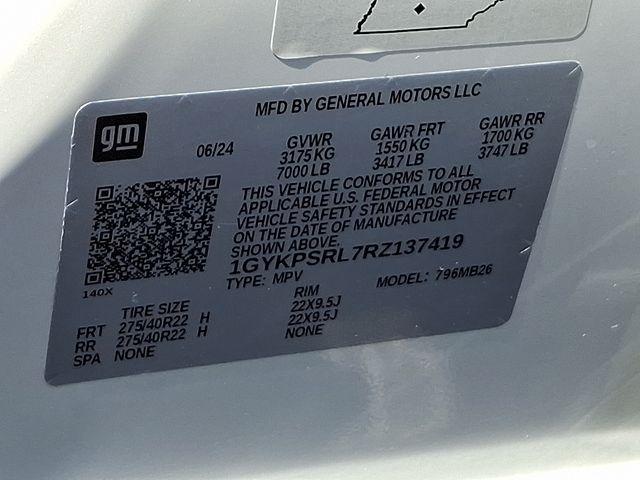 MFD BY GENERAL MOTORS LLC
gm
06/24
GVWR GAWR FRT GAWR RR
3175 KG 1550 KG 1700 KG
7000 LB 3417 LB 3747 LB
THIS VEHICLE CONFORMS TO ALL
APPLICABLE U.S. FEDERAL MOTOR
VEHICLE SAFETY STANDARDS IN EFFECT
ON THE DATE OF MANUFACTURE
SHOWN ABOVE.
1GYKPSRL7RZ137419
TYPE: MPV MODEL: 796MB26
140X
TIRE SIZE RIM
FRT 275/40R22 H 22X9.5J
RR 275/40R22 H 22X9.5J
SPA NONE NONE